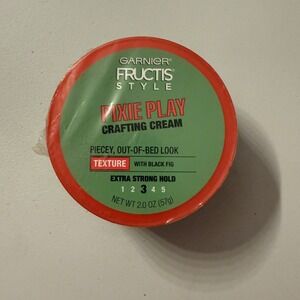 GARNIER
FRUCTIS
STYLE
PIXIE PLAY
CRAFTING CREAM
PIECEY, OUT-OF-BED LOOK
TEXTURE WITH BLACK FIG
EXTRA STRONG HOLD
1 2 3 4 5
NET WT 2.0 OZ (57g)